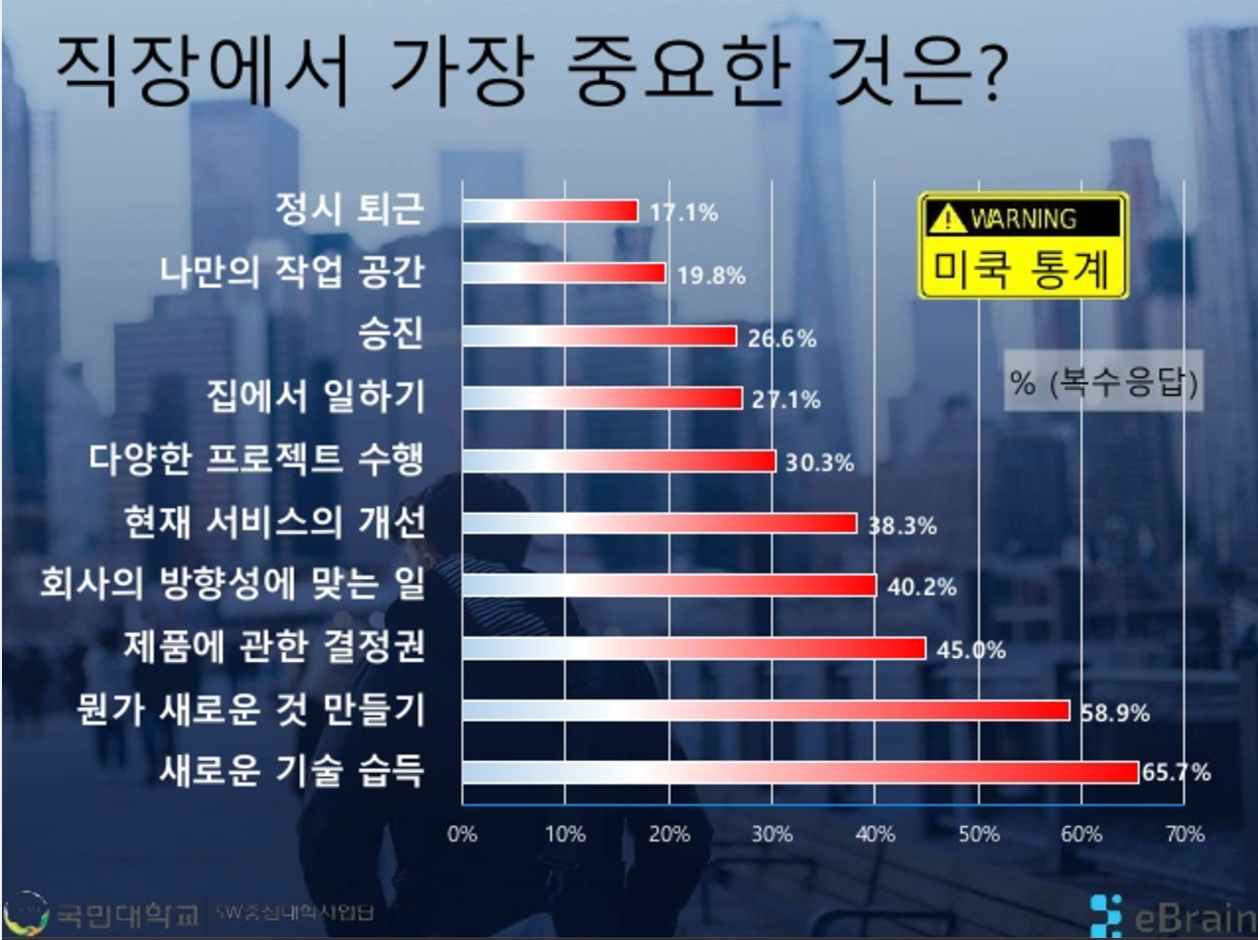 직장에서 가장 중요한 것은?
WARNING
미쿡 통계
% (복수응답)
정시 퇴근 17.1%
나만의 작업 공간 19.8%
승진 26.6%
집에서 일하기 27.1%
다양한 프로젝트 수행 30.3%
현재 서비스의 개선 38.3%
회사의 방향성에 맞는 일 40.2%
제품에 관한 결정권 45.0%
뭔가 새로운 것 만들기 58.9%
새로운 기술 습득 65.7%
0% 10% 20% 30% 40% 50% 60% 70%
국민대학교 SW중심대학사업단
eBrain